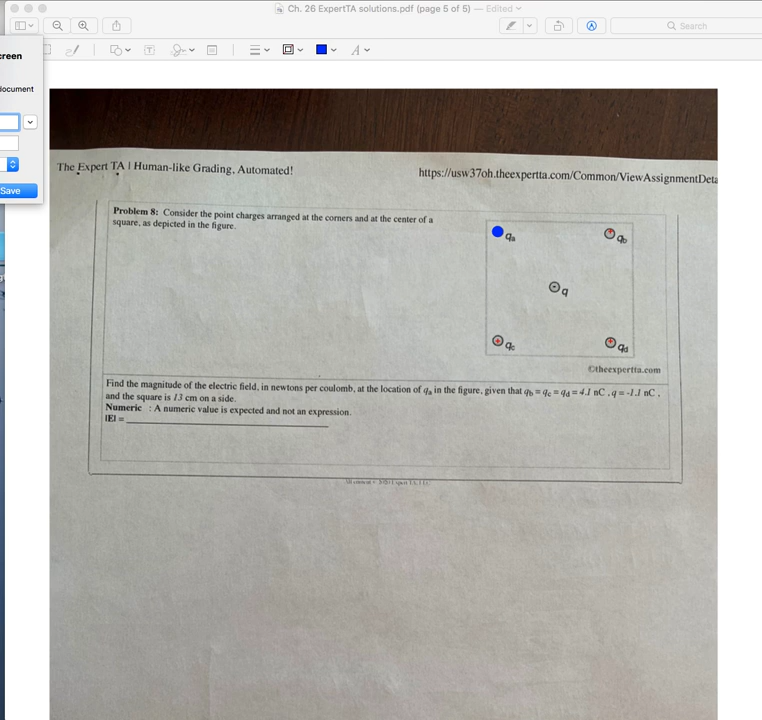 Ch. 26 ExpertTA solutions.pdf (page 5 of 5) — Edited
Search
creen
document
Save
The Expert TA | Human-like Grading, Automated!
https://usw37oh.theexpertta.com/Common/ViewAssignmentDeta
Problem 8: Consider the point charges arranged at the corners and at the center of a
square, as depicted in the figure.
qa
qb
q
qc
qd
©theexpertta.com
Find the magnitude of the electric field, in newtons per coulomb, at the location of qa in the figure, given that qb = qc = qd = 4.1 nC , q = -1.1 nC ,
and the square is 13 cm on a side.
Numeric : A numeric value is expected and not an expression.
|E| =